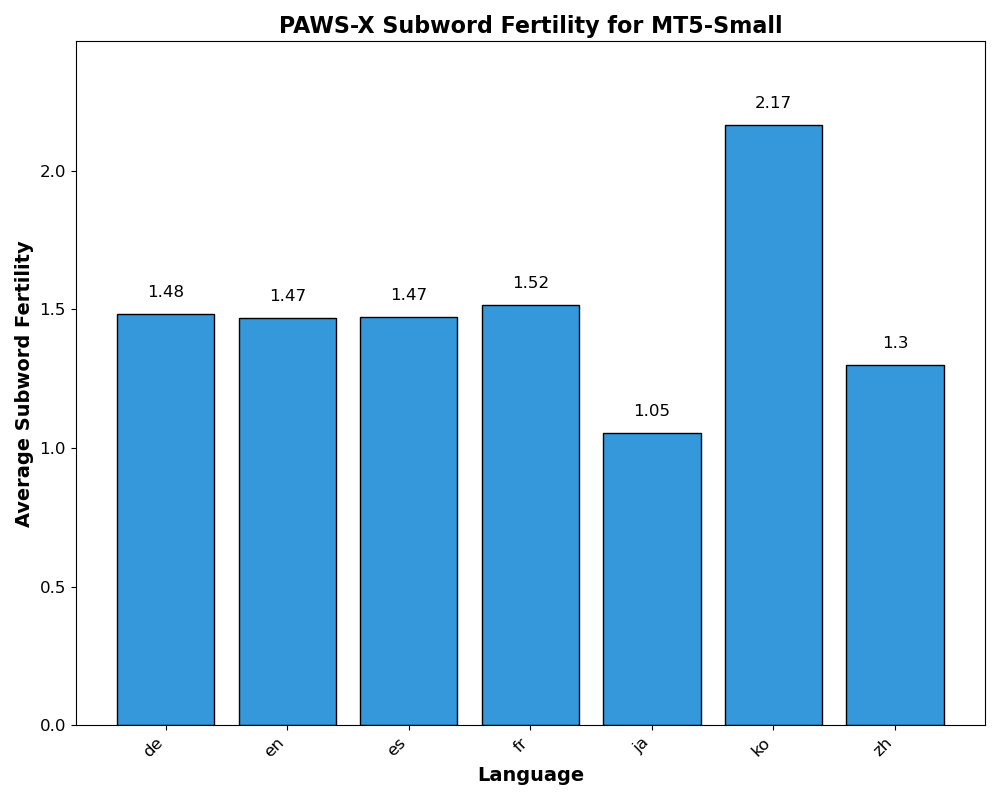 PAWS-X Subword Fertility for MT5-Small
Average Subword Fertility
2.0
1.5
1.0
0.5
0.0
1.48
1.47
1.47
1.52
1.05
2.17
1.3
de
en
es
fr
ja
ko
zh
Language